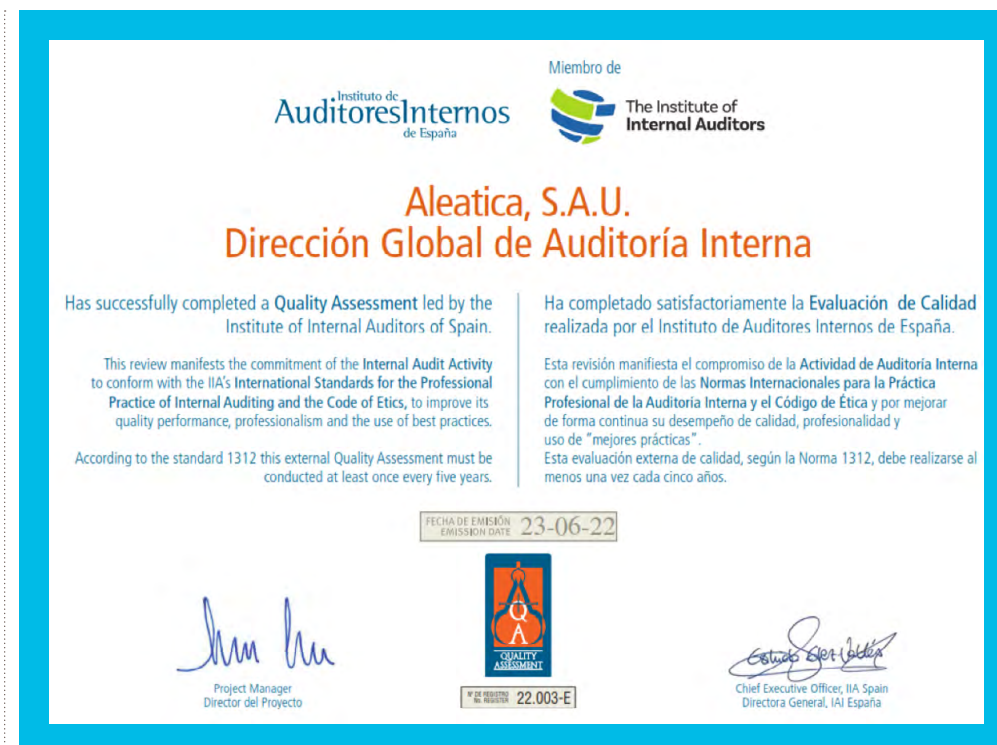 Miembro de
Instituto de
AuditoresInternos
de España
The Institute of
Internal Auditors
Aleatica, S.A.U.
Dirección Global de Auditoría Interna
Has successfully completed a Quality Assessment led by the
Institute of Internal Auditors of Spain.
This review manifests the commitment of the Internal Audit Activity
to conform with the IIA's International Standards for the Professional
Practice of Internal Auditing and the Code of Etics, to improve its
quality performance, professionalism and the use of best practices.
According to the standard 1312 this external Quality Assessment must be
conducted at least once every five years.
Ha completado satisfactoriamente la Evaluación de Calidad
realizada por el Instituto de Auditores Internos de España.
Esta revisión manifiesta el compromiso de la Actividad de Auditoría Interna
con el cumplimiento de las Normas Internacionales para la Práctica
Profesional de la Auditoría Interna y el Código de Ética y por mejorar
de forma continua su desempeño de calidad, profesionalidad y
uso de "mejores prácticas".
Esta evaluación externa de calidad, según la Norma 1312, debe realizarse al
menos una vez cada cinco años.
FECHA DE EMISIÓN
EMISSION DATE
23-06-22
Q
A
QUALITY
ASSESSMENT
Nº DE REGISTRO
No. REGISTER
22.003-E
Project Manager
Director del Proyecto
Chief Executive Officer, IIA Spain
Directora General, IAI España